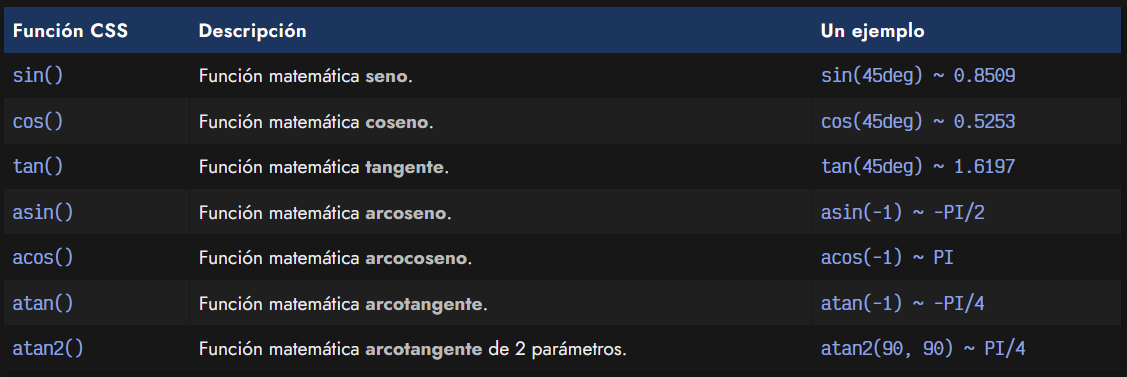 Función CSS Descripción Un ejemplo
sin() Función matemática seno. sin(45deg) ~ 0.8509
cos() Función matemática coseno. cos(45deg) ~ 0.5253
tan() Función matemática tangente. tan(45deg) ~ 1.6197
asin() Función matemática arcoseno. asin(-1) ~ -PI/2
acos() Función matemática arcocoseno. acos(-1) ~ PI
atan() Función matemática arcotangente. atan(-1) ~ -PI/4
atan2() Función matemática arcotangente de 2 parámetros. atan2(90, 90) ~ PI/4